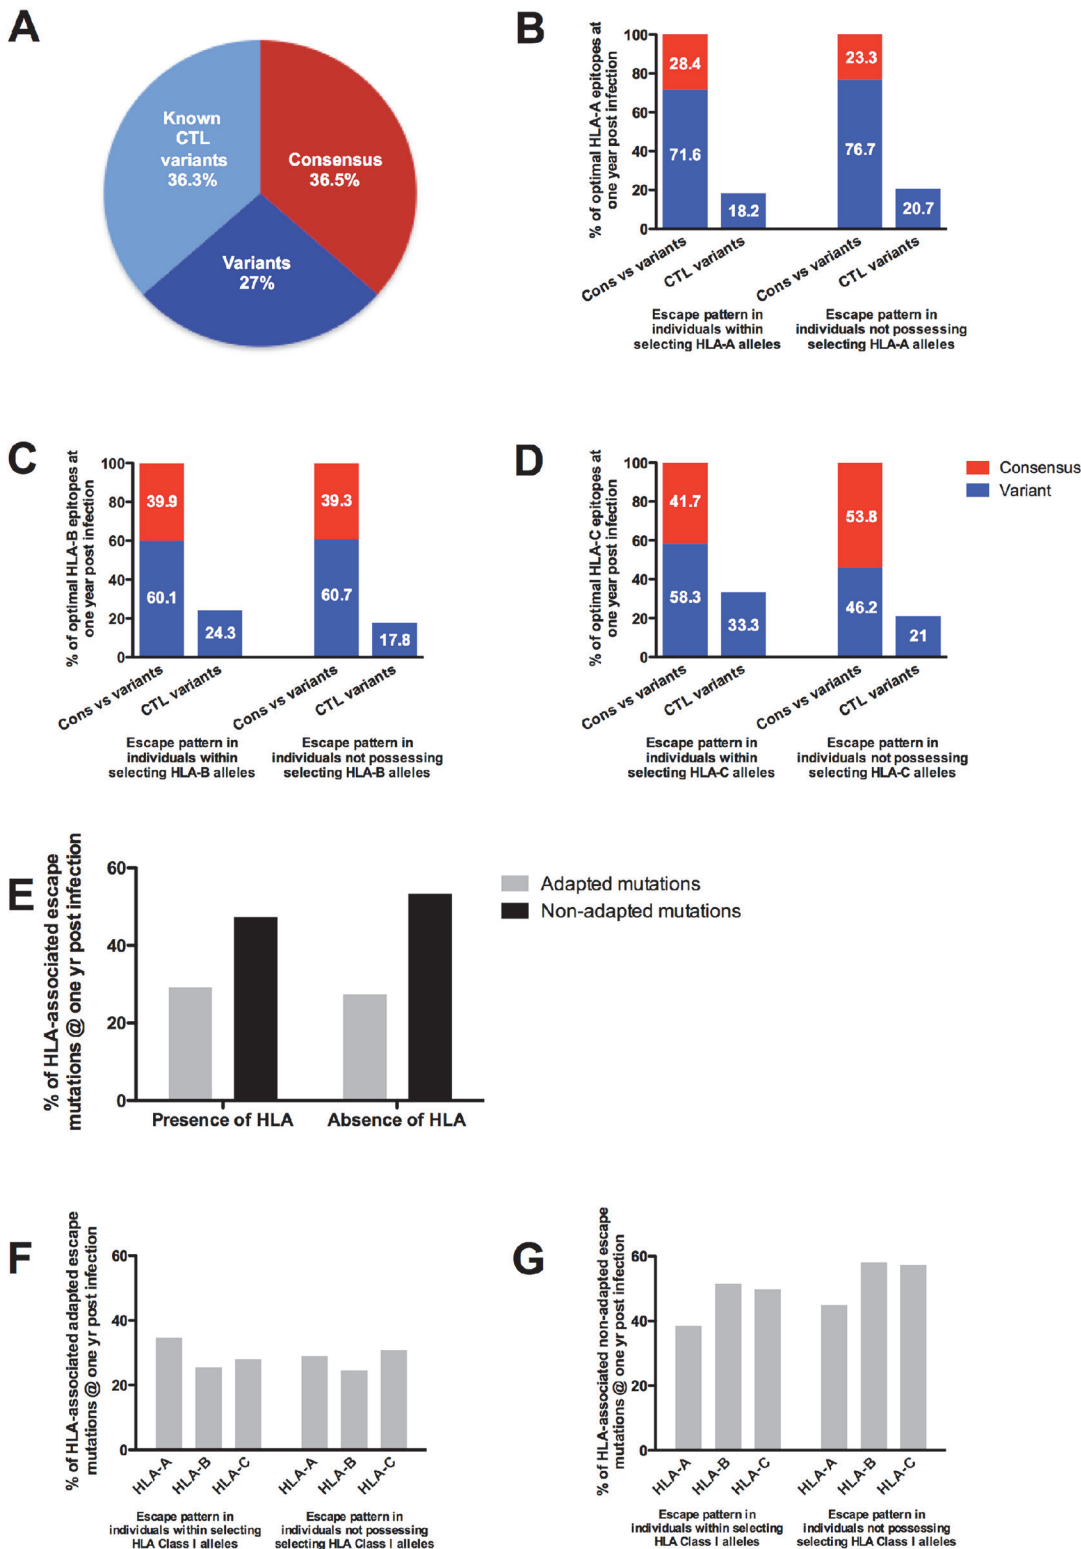 A
Known
CTL
variants
36.3%
Consensus
36.5%
Variants
27%
B
% of optimal HLA-A epitopes at
one year post infection
100
80
60
40
20
0
28.4
71.6
18.2
23.3
76.7
20.7
Cons vs variants
CTL variants
Cons vs variants
CTL variants
Escape pattern in
individuals within
selecting HLA-A alleles
Escape pattern in
individuals not possessing
selecting HLA-A alleles
C
% of optimal HLA-B epitopes at
one year post infection
100
80
60
40
20
0
39.9
60.1
24.3
39.3
60.7
17.8
Cons vs variants
CTL variants
Cons vs variants
CTL variants
Escape pattern in
individuals within
selecting HLA-B alleles
Escape pattern in
individuals not possessing
selecting HLA-B alleles
D
% of optimal HLA-C epitopes at
one year post infection
100
80
60
40
20
0
41.7
58.3
33.3
53.8
46.2
21
Cons vs variants
CTL variants
Cons vs variants
CTL variants
Escape pattern in
individuals within
selecting HLA-C alleles
Escape pattern in
individuals not possessing
selecting HLA-C alleles
Consensus
Variant
E
% of HLA-associated escape
mutations @ one yr post infection
60
40
20
0
Presence of HLA
Absence of HLA
Adapted mutations
Non-adapted mutations
F
% of HLA-associated adapted escape
mutations @ one yr post infection
60
40
20
0
HLA-A
HLA-B
HLA-C
HLA-A
HLA-B
HLA-C
Escape pattern in
individuals within selecting
HLA Class I alleles
Escape pattern in
individuals not possessing
selecting HLA Class I alleles
G
% of HLA-associated non-adapted escape
mutations @ one yr post infection
60
40
20
0
HLA-A
HLA-B
HLA-C
HLA-A
HLA-B
HLA-C
Escape pattern in
individuals within selecting
HLA Class I alleles
Escape pattern in
individuals not possessing
selecting HLA Class I alleles